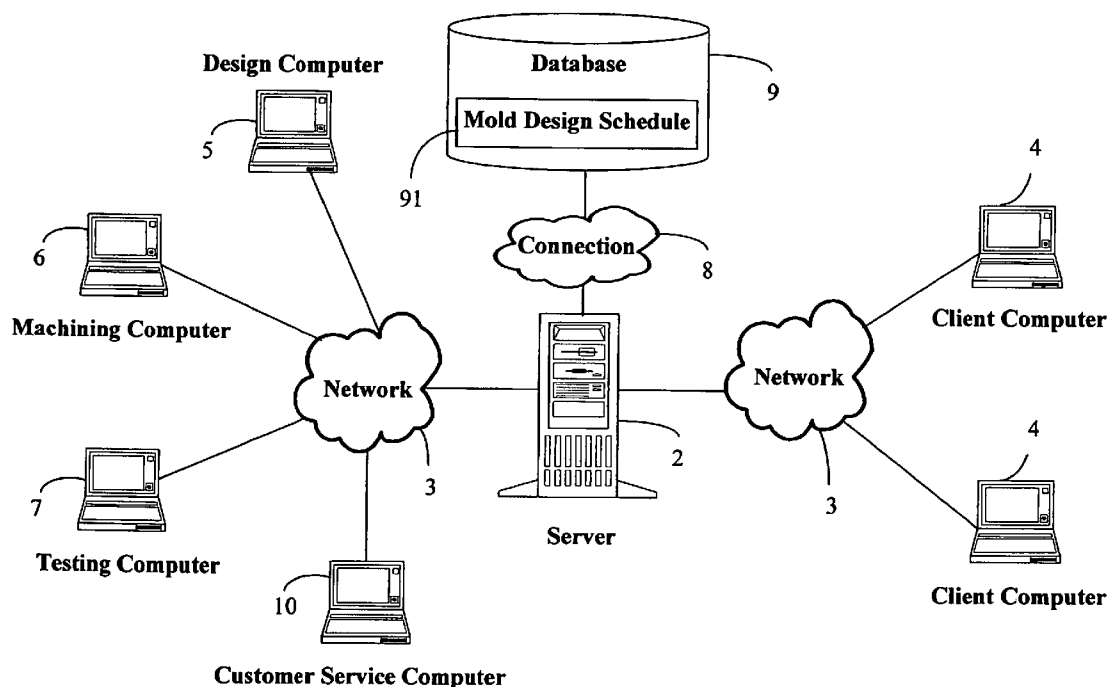 Design Computer
5
Database
Mold Design Schedule
9
91
6
Machining Computer
Connection
8
4
Client Computer
Network
3
Network
3
2
Server
7
Testing Computer
4
Client Computer
10
Customer Service Computer